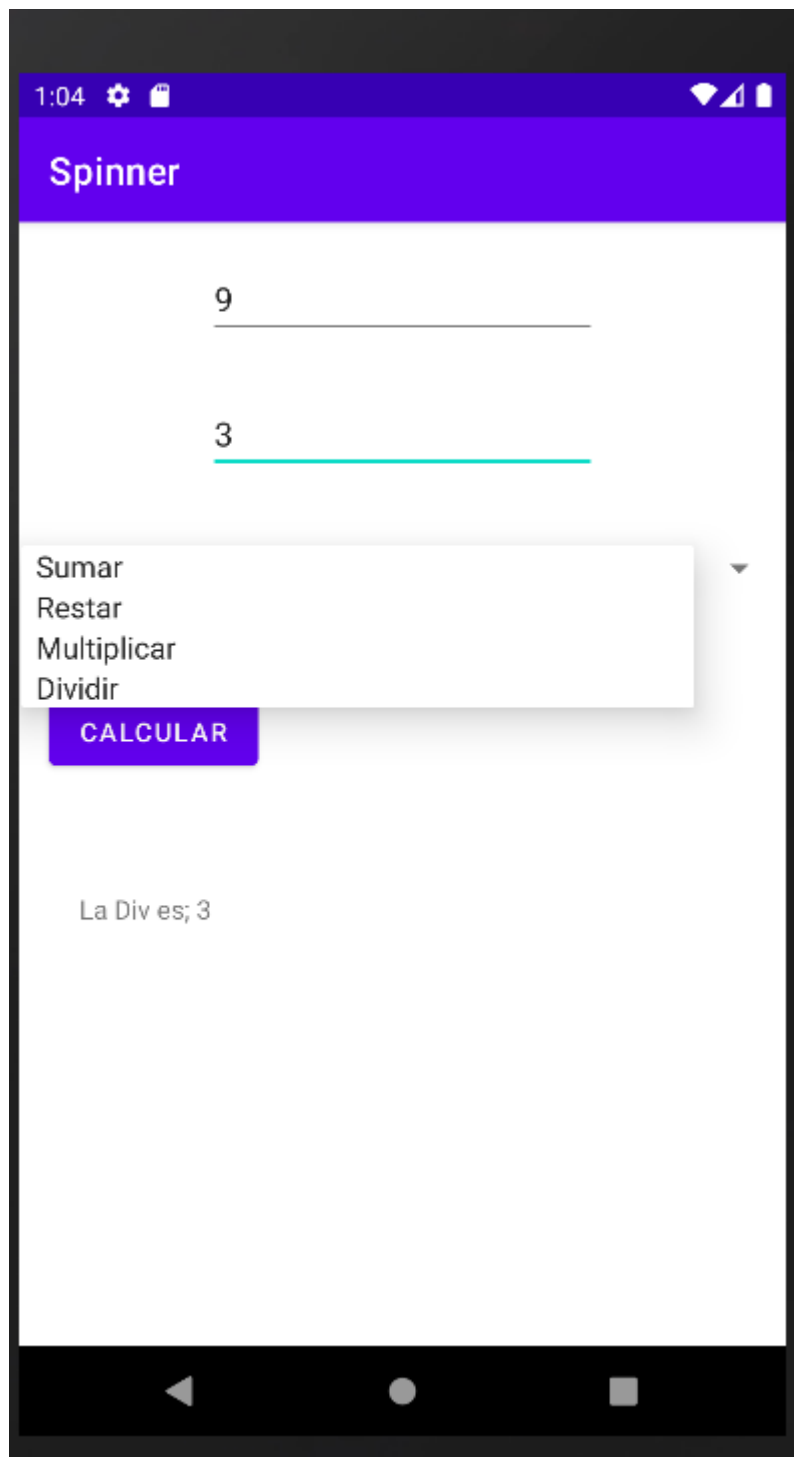 1:04
Spinner
9
3
Sumar
Restar
Multiplicar
Dividir
CALCULAR
La Div es; 3